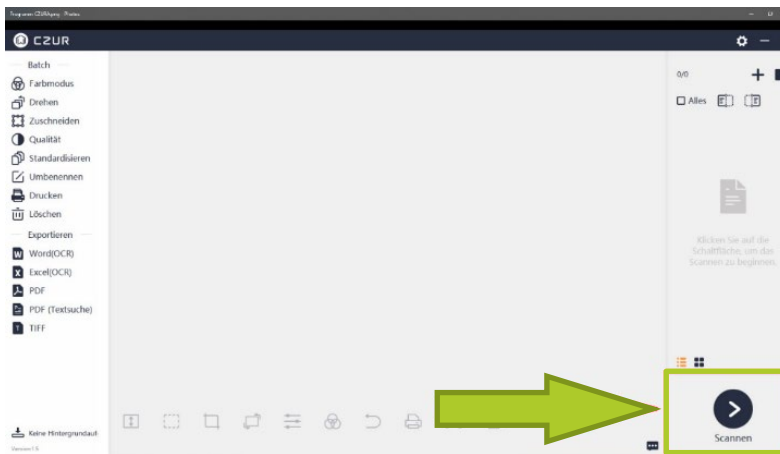 CZUR
Batch
Farbmodus
Drehen
Zuschneiden
Qualität
Standardisieren
Umbenennen
Drucken
Löschen
Exportieren
Word(OCR)
Excel(OCR)
PDF
PDF (Textsuche)
TIFF
Keine Hintergrundaufl
0/0
Alles
Klicken Sie auf die
Schaltfläche, um das
Scannen zu beginnen.
Scannen